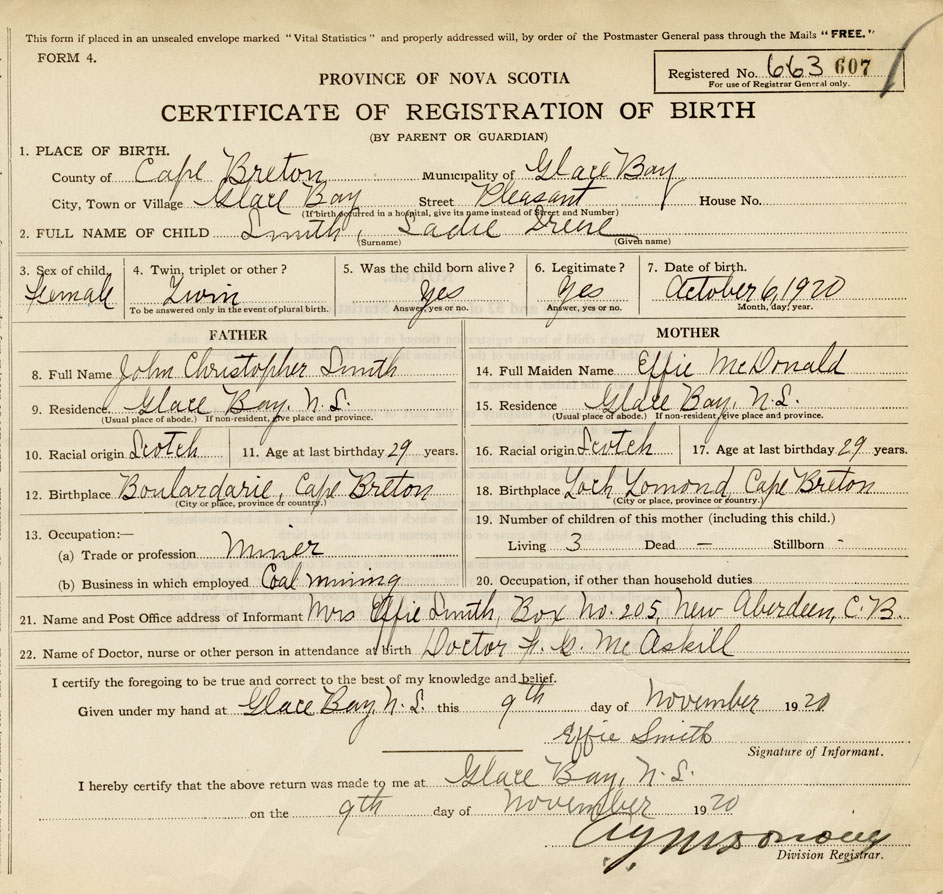 This form if placed in an unsealed envelope marked "Vital Statistics" and properly addressed will, by order of the Postmaster General pass through the Mails "FREE."
FORM 4.
Registered No. 663 607
For use of Registrar General only.
PROVINCE OF NOVA SCOTIA
CERTIFICATE OF REGISTRATION OF BIRTH
(BY PARENT OR GUARDIAN)
1. PLACE OF BIRTH.
County of Cape Breton Municipality of Glace Bay
City, Town or Village Glace Bay Street Pleasant House No.
(If birth occurred in a hospital, give its name instead of Street and Number)
2. FULL NAME OF CHILD Smith, Sadie Irene
(Surname) (Given name)
3. Sex of child. 4. Twin, triplet or other? 5. Was the child born alive? 6. Legitimate? 7. Date of birth.
Female Twin Yes Yes October 6, 1920
To be answered only in the event of plural birth. Answer, yes or no. Answer, yes or no. Month, day, year.
FATHER MOTHER
8. Full Name John Christopher Smith 14. Full Maiden Name Effie McDonald
9. Residence Glace Bay, N.S. 15. Residence Glace Bay, N.S.
(Usual place of abode.) If non-resident, give place and province. (Usual place of abode.) If non-resident, give place and province.
10. Racial origin Scotch 11. Age at last birthday 29 years. 16. Racial origin Scotch 17. Age at last birthday 29 years.
12. Birthplace Boulardarie, Cape Breton 18. Birthplace Loch Lomond Cape Breton
(City or place, province or country.) (City or place, province or country.)
13. Occupation:— 19. Number of children of this mother (including this child.)
(a) Trade or profession Miner Living 3 Dead — Stillborn -
(b) Business in which employed Coal mining 20. Occupation, if other than household duties
21. Name and Post Office address of Informant Mrs Effie Smith, Box No. 205, New Aberdeen, C.B.
22. Name of Doctor, nurse or other person in attendance at birth Doctor McAskill
I certify the foregoing to be true and correct to the best of my knowledge and belief.
Given under my hand at Glace Bay, N.S. this 9th day of November 1920
Effie Smith
Signature of Informant.
I hereby certify that the above return was made to me at Glace Bay, N.S.
on the 9th day of November 1920
Division Registrar.